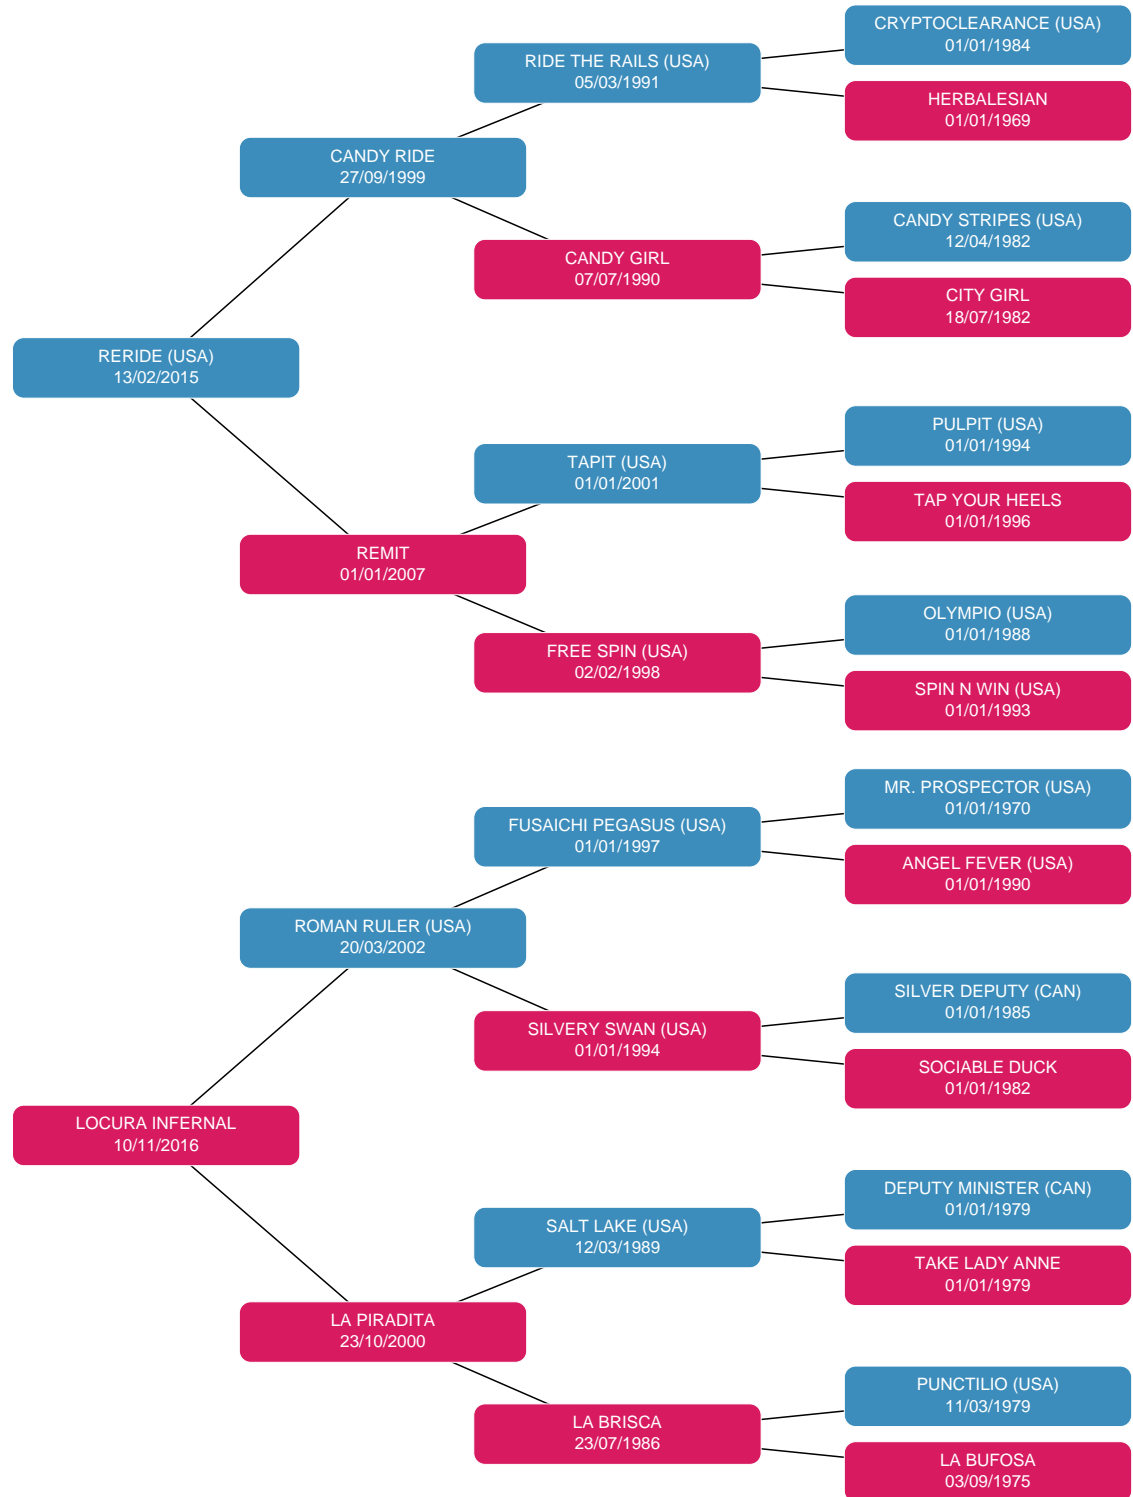 CRYPTOCLEARANCE (USA)
01/01/1984
RIDE THE RAILS (USA)
05/03/1991
HERBALESIAN
01/01/1969
CANDY RIDE
27/09/1999
CANDY STRIPES (USA)
12/04/1982
CANDY GIRL
07/07/1990
CITY GIRL
18/07/1982
RERIDE (USA)
13/02/2015
PULPIT (USA)
01/01/1994
TAPIT (USA)
01/01/2001
TAP YOUR HEELS
01/01/1996
REMIT
01/01/2007
OLYMPIO (USA)
01/01/1988
FREE SPIN (USA)
02/02/1998
SPIN N WIN (USA)
01/01/1993
MR. PROSPECTOR (USA)
01/01/1970
FUSAICHI PEGASUS (USA)
01/01/1997
ANGEL FEVER (USA)
01/01/1990
ROMAN RULER (USA)
20/03/2002
SILVER DEPUTY (CAN)
01/01/1985
SILVERY SWAN (USA)
01/01/1994
SOCIABLE DUCK
01/01/1982
LOCURA INFERNAL
10/11/2016
DEPUTY MINISTER (CAN)
01/01/1979
SALT LAKE (USA)
12/03/1989
TAKE LADY ANNE
01/01/1979
LA PIRADITA
23/10/2000
PUNCTILIO (USA)
11/03/1979
LA BRISCA
23/07/1986
LA BUFOSA
03/09/1975